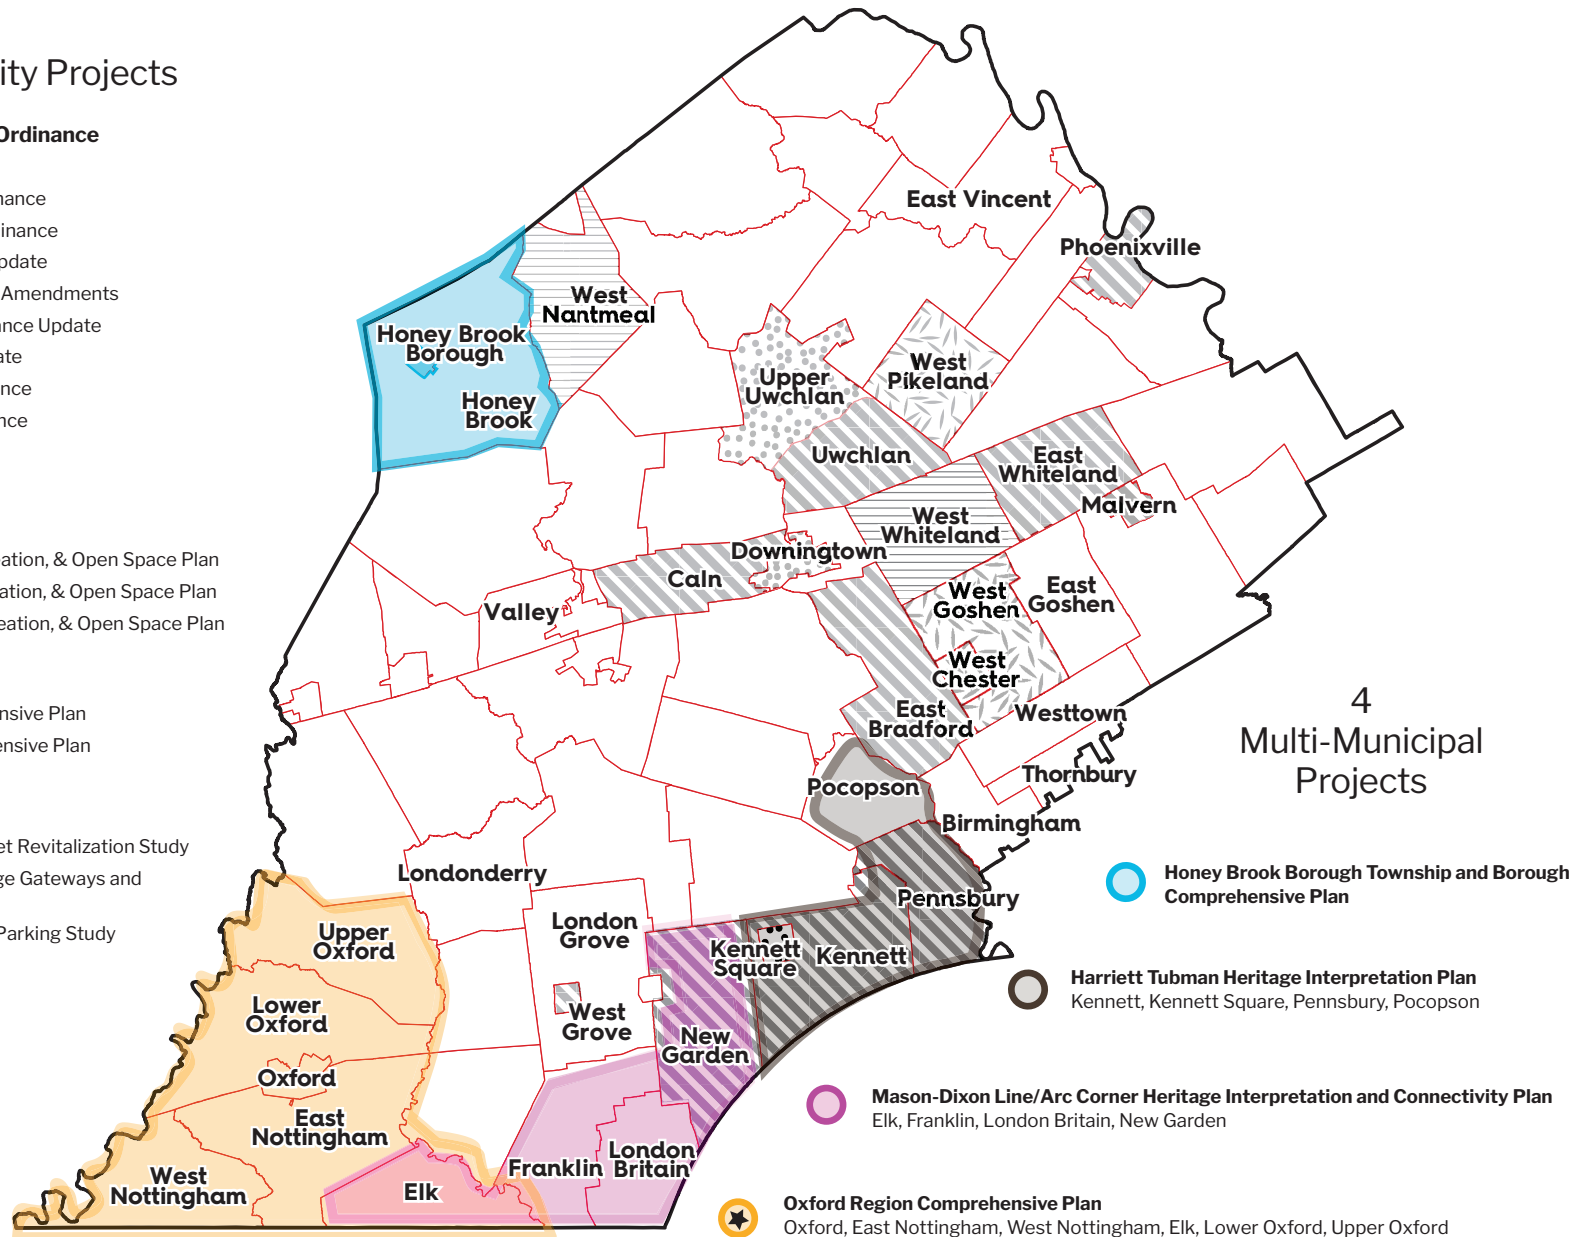 ity Projects
Ordinance
nance
inance
pdate
Amendments
ance Update
ate
nce
nce
eation, & Open Space Plan
ation, & Open Space Plan
eation, & Open Space Plan
nsive Plan
ensive Plan
et Revitalization Study
ge Gateways and
Parking Study
East Vincent
Phoenixville
West
Nantmeal
Honey Brook
Borough
Honey
Brook
Upper
Uwchlan
West
Pikeland
Uwchlan
East
Whiteland
Malvern
West
Whiteland
Downingtown
Caln
Valley
West
Goshen
East
Goshen
West
Chester
East
Bradford
Westtown
Thornbury
Pocopson
Birmingham
Londonderry
Pennsbury
London
Grove
Kennett
Square
Kennett
Upper
Oxford
Lower
Oxford
West
Grove
New
Garden
Oxford
East
Nottingham
West
Nottingham
Elk
Franklin
London
Britain
4
Multi-Municipal
Projects
Honey Brook Borough Township and Borough
Comprehensive Plan
Harriett Tubman Heritage Interpretation Plan
Kennett, Kennett Square, Pennsbury, Pocopson
Mason-Dixon Line/Arc Corner Heritage Interpretation and Connectivity Plan
Elk, Franklin, London Britain, New Garden
Oxford Region Comprehensive Plan
Oxford, East Nottingham, West Nottingham, Elk, Lower Oxford, Upper Oxford